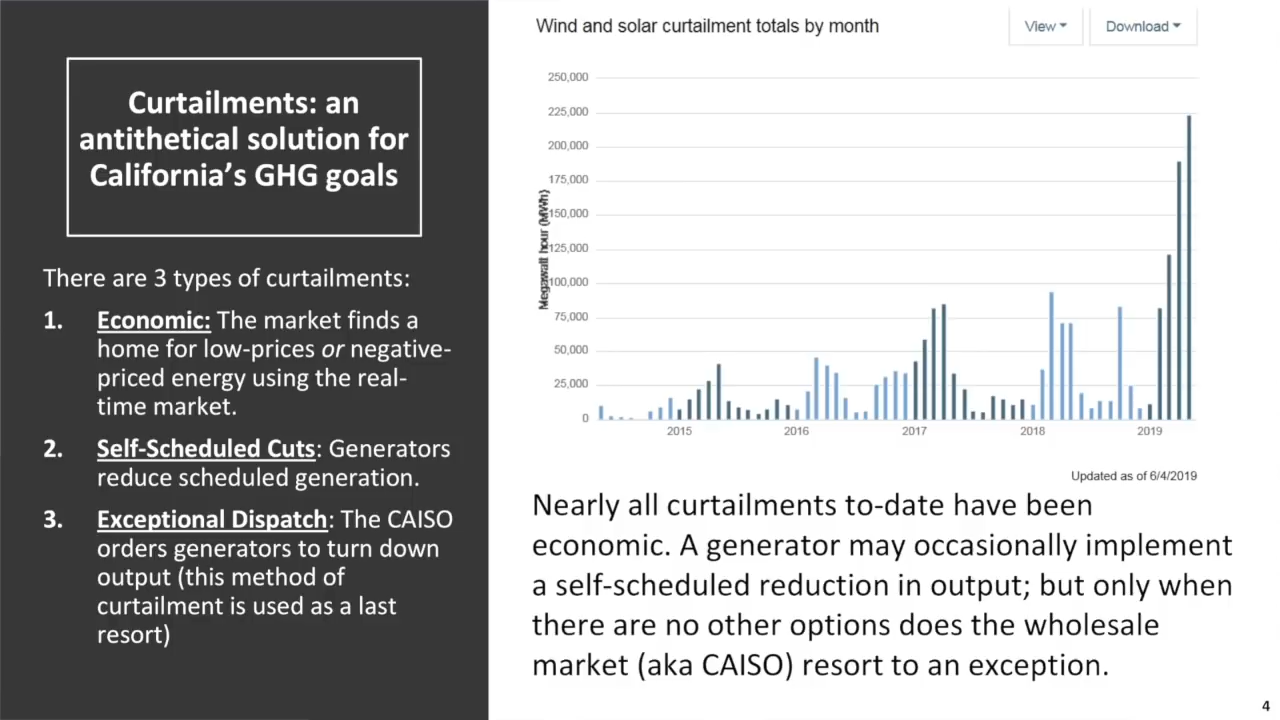 Curtailments: an
antithetical solution for
California’s GHG goals
There are 3 types of curtailments:
1. Economic: The market finds a
home for low-prices or negative-
priced energy using the real-
time market.
2. Self-Scheduled Cuts: Generators
reduce scheduled generation.
3. Exceptional Dispatch: The CAISO
orders generators to turn down
output (this method of
curtailment is used as a last
resort)
Wind and solar curtailment totals by month
View
Download
Megawatt hour (MWh)
250,000
225,000
200,000
175,000
150,000
125,000
100,000
75,000
50,000
25,000
0
2015 2016 2017 2018 2019
Updated as of 6/4/2019
Nearly all curtailments to-date have been
economic. A generator may occasionally implement
a self-scheduled reduction in output; but only when
there are no other options does the wholesale
market (aka CAISO) resort to an exception.
4